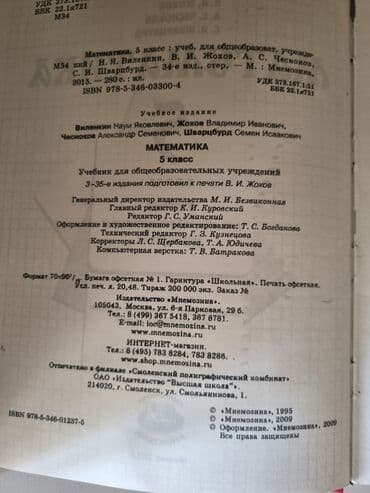 УДК 373.167.1:51
ББК 22.1я721
М34
Математика. 5 класс : учеб. для общеобразоват. учрежде-
М34 ний / Н. Я. Виленкин, В. И. Жохов, А. С. Чесноков,
С. И. Шварцбурд. — 34-е изд., стер. — М. : Мнемозина,
2015. — 280 с. : ил.
ISBN 978-5-346-03300-4
УДК 373.167.1:51
ББК 22.1я721
Учебное издание
Виленкин Наум Яковлевич, Жохов Владимир Иванович,
Чесноков Александр Семенович, Шварцбурд Семен Исаакович
МАТЕМАТИКА
5 класс
Учебник для общеобразовательных учреждений
3–35-е издания подготовил к печати В. И. Жохов
Генеральный директор издательства М. И. Безвиконная
Главный редактор К. И. Куровский
Редактор Г. С. Уманский
Оформление и художественное редактирование: Т. С. Богданова
Технический редактор Г. З. Кузнецова
Корректоры Л. С. Щербакова, Т. А. Юдичева
Компьютерная верстка: Т. В. Батракова
Формат 70×90¹/₁₆. Бумага офсетная № 1. Гарнитура «Школьная». Печать офсетная.
Усл. печ. л. 20,48. Тираж 200 000 экз. Заказ №
Издательство «Мнемозина».
105043, Москва, ул. 6-я Парковая, 29 б.
Тел.: 8 (499) 367 5418, 367 6781.
E-mail: ioc@mnemozina.ru
www.mnemozina.ru
ИНТЕРНЕТ-магазин.
Тел.: 8 (495) 783 8284, 783 8286.
www.shop.mnemozina.ru
Отпечатано в филиале «Смоленский полиграфический комбинат»
ОАО «Издательство "Высшая школа"».
214020, г. Смоленск, ул. Смольянинова, 1.
ISBN 978-5-346-01237-5
© «Мнемозина», 1995
© «Мнемозина», 2009
© Оформление. «Мнемозина», 2009
Все права защищены